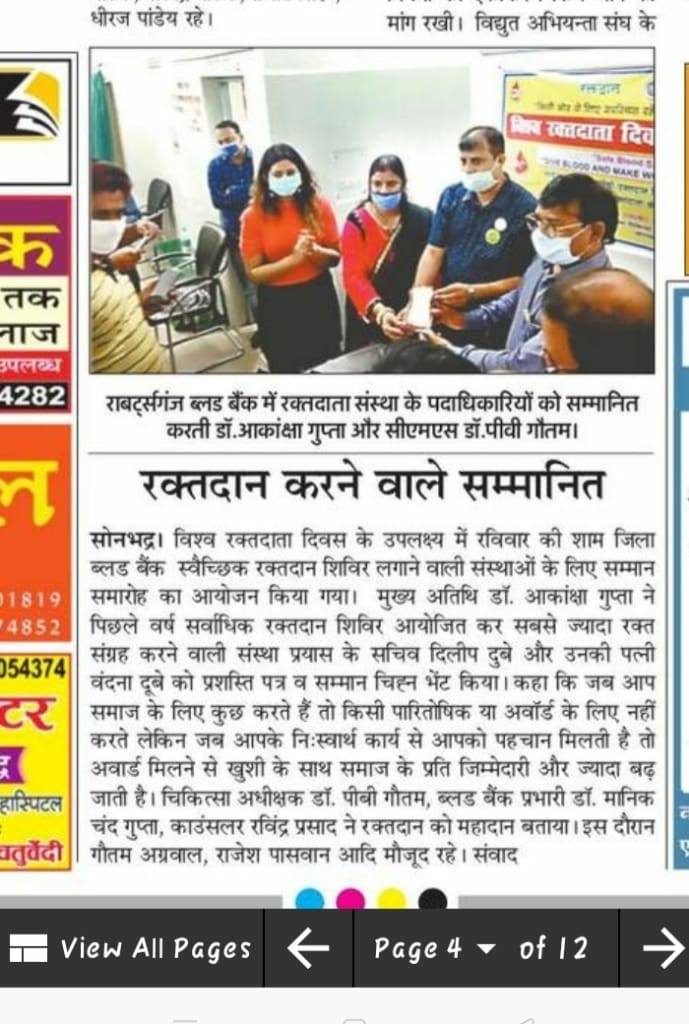 धीरज पांडेय रहे।
मांग रखी। विद्युत अभियन्ता संघ के
रक्तदान
विश्व रक्तदाता दिव
"Safe Blood S
"GIVE BLOOD AND MAKE W
क
तक
लाज
उपलब्ध
4282
ल
01819
74852
054374
टर
हास्पिटल
चतुर्वेदी
राबर्ट्सगंज ब्लड बैंक में रक्तदाता संस्था के पदाधिकारियों को सम्मानित
करती डॉ.आकांक्षा गुप्ता और सीएमएस डॉ.पीवी गौतम।
रक्तदान करने वाले सम्मानित
सोनभद्र। विश्व रक्तदाता दिवस के उपलक्ष्य में रविवार की शाम जिला
ब्लड बैंक स्वैच्छिक रक्तदान शिविर लगाने वाली संस्थाओं के लिए सम्मान
समारोह का आयोजन किया गया। मुख्य अतिथि डॉ. आकांक्षा गुप्ता ने
पिछले वर्ष सर्वाधिक रक्तदान शिविर आयोजित कर सबसे ज्यादा रक्त
संग्रह करने वाली संस्था प्रयास के सचिव दिलीप दुबे और उनकी पत्नी
वंदना दूबे को प्रशस्ति पत्र व सम्मान चिह्न भेंट किया। कहा कि जब आप
समाज के लिए कुछ करते हैं तो किसी पारितोषिक या अवॉर्ड के लिए नहीं
करते लेकिन जब आपके निःस्वार्थ कार्य से आपको पहचान मिलती है तो
अवार्ड मिलने से खुशी के साथ समाज के प्रति जिम्मेदारी और ज्यादा बढ़
जाती है। चिकित्सा अधीक्षक डॉ. पीबी गौतम, ब्लड बैंक प्रभारी डॉ. मानिक
चंद गुप्ता, काउंसलर रविंद्र प्रसाद ने रक्तदान को महादान बताया। इस दौरान
गौतम अग्रवाल, राजेश पासवान आदि मौजूद रहे। संवाद
View All Pages
Page 4
of 12